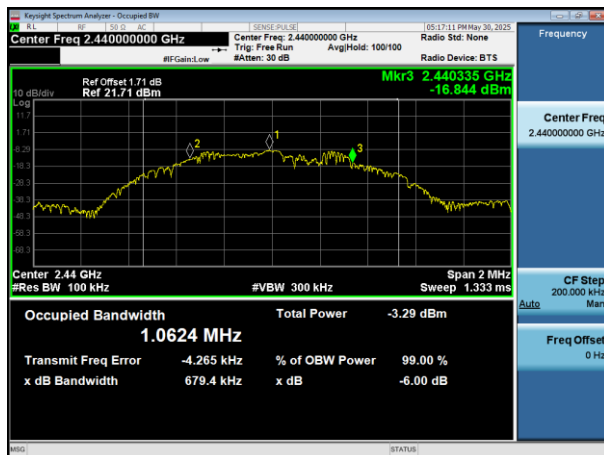 Keysight Spectrum Analyzer - Occupied BW
RL RF 50 Ω AC SENSE:PULSE 05:17:11 PM May 30, 2025
Center Freq 2.440000000 GHz Center Freq: 2.440000000 GHz Radio Std: None
Trig: Free Run Avg|Hold: 100/100
#IFGain:Low #Atten: 30 dB Radio Device: BTS
Frequency
Mkr3 2.440335 GHz
-16.844 dBm
Ref Offset 1.71 dB
10 dB/div Ref 21.71 dBm
Log
11.7
1.71
-8.29
-18.3
-28.3
-38.3
-48.3
-58.3
-68.3
2
1
3
Center 2.44 GHz Span 2 MHz
#Res BW 100 kHz #VBW 300 kHz Sweep 1.333 ms
Occupied Bandwidth Total Power -3.29 dBm
1.0624 MHz
Transmit Freq Error -4.265 kHz % of OBW Power 99.00 %
x dB Bandwidth 679.4 kHz x dB -6.00 dB
Center Freq
2.440000000 GHz
CF Step
200.000 kHz
Auto Man
Freq Offset
0 Hz
MSG STATUS